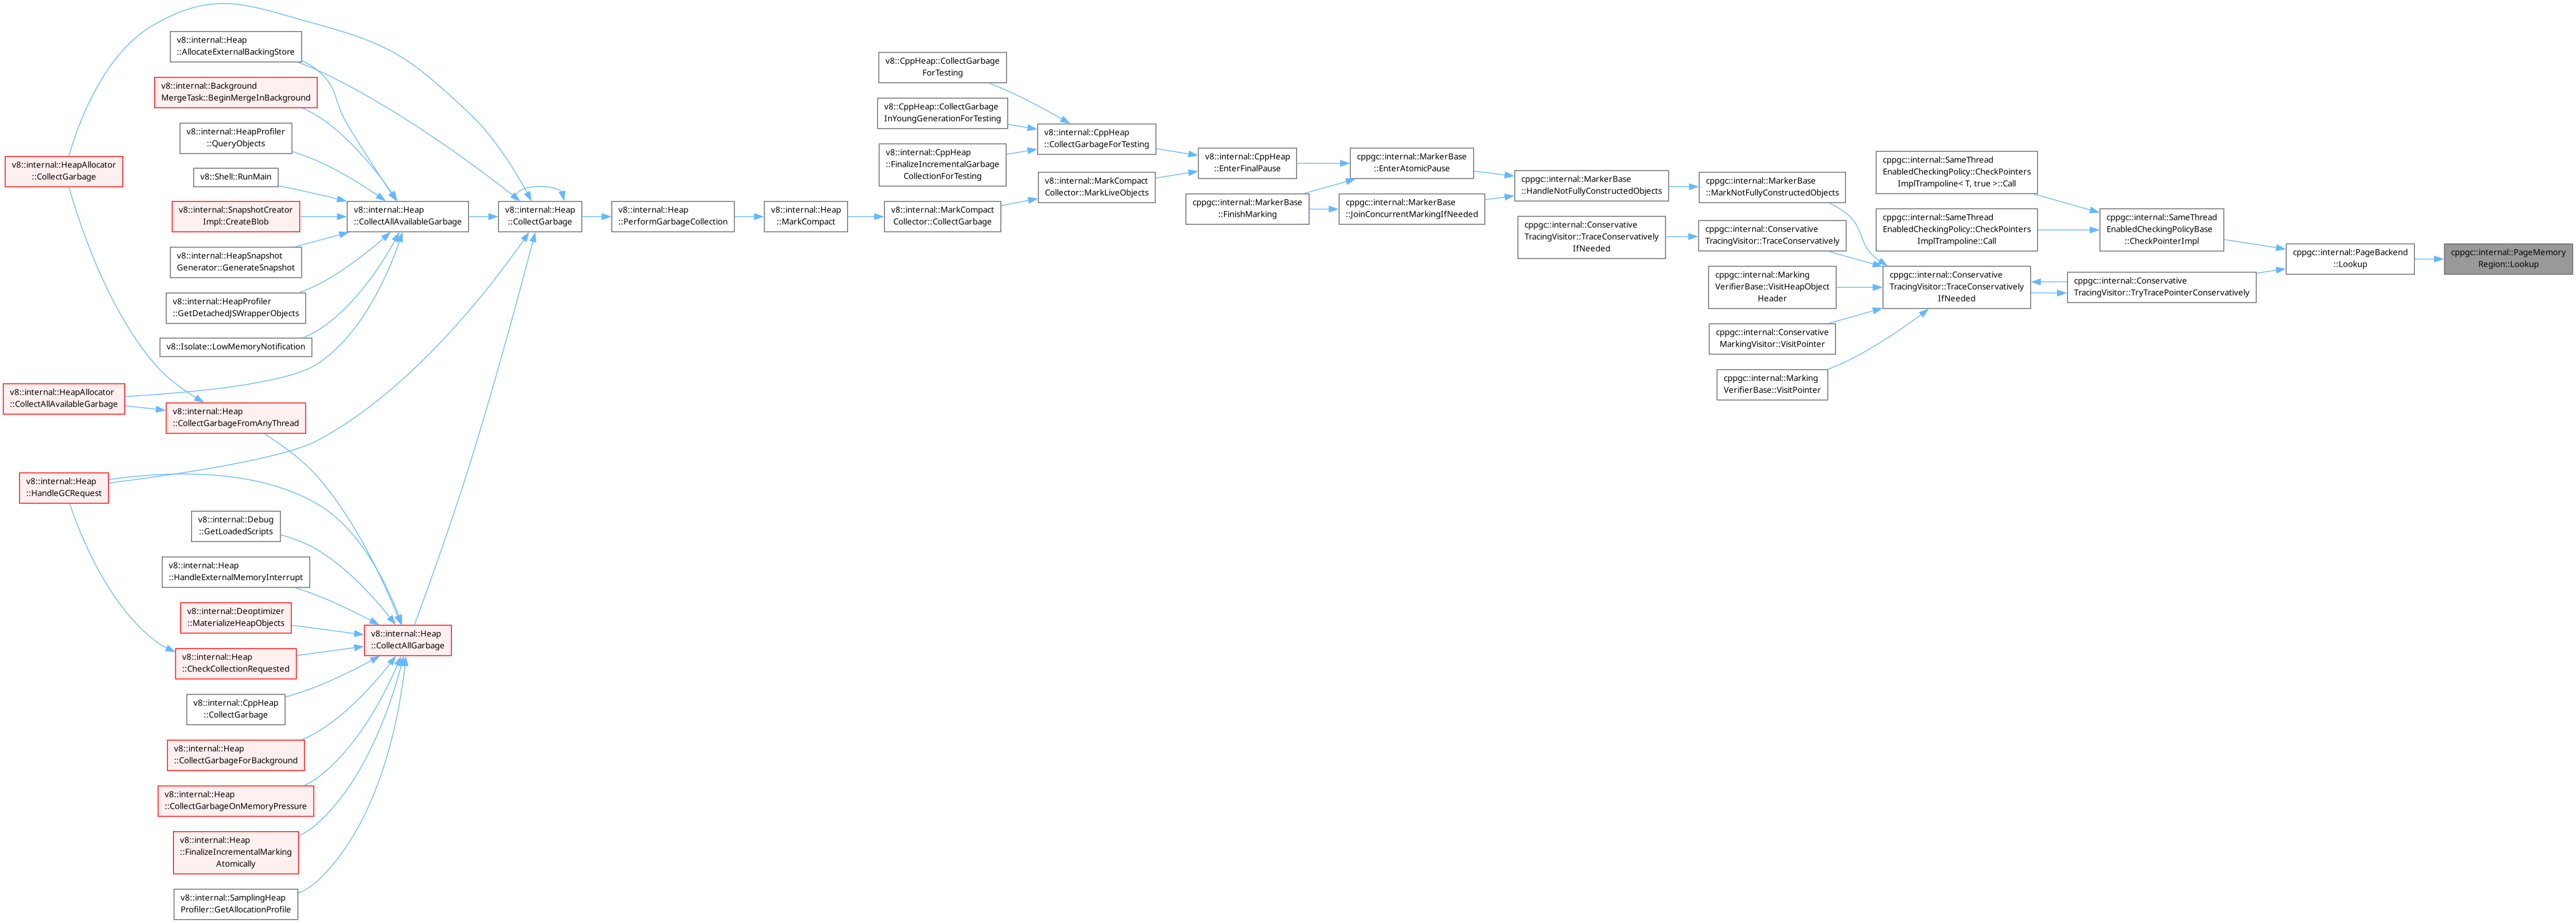 v8::internal::HeapAllocator
::CollectGarbage
v8::internal::HeapAllocator
::CollectAllAvailableGarbage
v8::internal::Heap
::HandleGCRequest
v8::internal::Heap
::AllocateExternalBackingStore
v8::internal::Background
MergeTask::BeginMergeInBackground
v8::internal::HeapProfiler
::QueryObjects
v8::Shell::RunMain
v8::internal::SnapshotCreator
Impl::CreateBlob
v8::internal::HeapSnapshot
Generator::GenerateSnapshot
v8::internal::HeapProfiler
::GetDetachedJSWrapperObjects
v8::Isolate::LowMemoryNotification
v8::internal::Heap
::CollectGarbageFromAnyThread
v8::internal::Debug
::GetLoadedScripts
v8::internal::Heap
::HandleExternalMemoryInterrupt
v8::internal::Deoptimizer
::MaterializeHeapObjects
v8::internal::Heap
::CheckCollectionRequested
v8::internal::CppHeap
::CollectGarbage
v8::internal::Heap
::CollectGarbageForBackground
v8::internal::Heap
::CollectGarbageOnMemoryPressure
v8::internal::Heap
::FinalizeIncrementalMarking
Atomically
v8::internal::SamplingHeap
Profiler::GetAllocationProfile
v8::internal::Heap
::CollectAllAvailableGarbage
v8::internal::Heap
::CollectAllGarbage
v8::internal::Heap
::CollectGarbage
v8::internal::Heap
::PerformGarbageCollection
v8::internal::Heap
::MarkCompact
v8::CppHeap::CollectGarbage
ForTesting
v8::CppHeap::CollectGarbage
InYoungGenerationForTesting
v8::internal::CppHeap
::FinalizeIncrementalGarbage
CollectionForTesting
v8::internal::MarkCompact
Collector::CollectGarbage
v8::internal::CppHeap
::CollectGarbageForTesting
v8::internal::MarkCompact
Collector::MarkLiveObjects
v8::internal::CppHeap
::EnterFinalPause
cppgc::internal::MarkerBase
::FinishMarking
cppgc::internal::MarkerBase
::EnterAtomicPause
cppgc::internal::MarkerBase
::JoinConcurrentMarkingIfNeeded
cppgc::internal::MarkerBase
::HandleNotFullyConstructedObjects
cppgc::internal::Conservative
TracingVisitor::TraceConservatively
IfNeeded
cppgc::internal::MarkerBase
::MarkNotFullyConstructedObjects
cppgc::internal::Conservative
TracingVisitor::TraceConservatively
cppgc::internal::Marking
VerifierBase::VisitHeapObject
Header
cppgc::internal::Conservative
MarkingVisitor::VisitPointer
cppgc::internal::Marking
VerifierBase::VisitPointer
cppgc::internal::SameThread
EnabledCheckingPolicy::CheckPointers
ImplTrampoline< T, true >::Call
cppgc::internal::SameThread
EnabledCheckingPolicy::CheckPointers
ImplTrampoline::Call
cppgc::internal::Conservative
TracingVisitor::TraceConservatively
IfNeeded
cppgc::internal::SameThread
EnabledCheckingPolicyBase
::CheckPointerImpl
cppgc::internal::Conservative
TracingVisitor::TryTracePointerConservatively
cppgc::internal::PageBackend
::Lookup
cppgc::internal::PageMemory
Region::Lookup